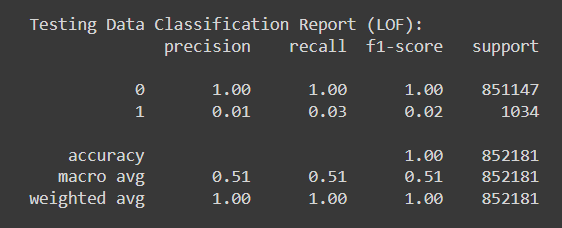 Testing Data Classification Report (LOF):
precision recall f1-score support
0 1.00 1.00 1.00 851147
1 0.01 0.03 0.02 1034
accuracy 1.00 852181
macro avg 0.51 0.51 0.51 852181
weighted avg 1.00 1.00 1.00 852181